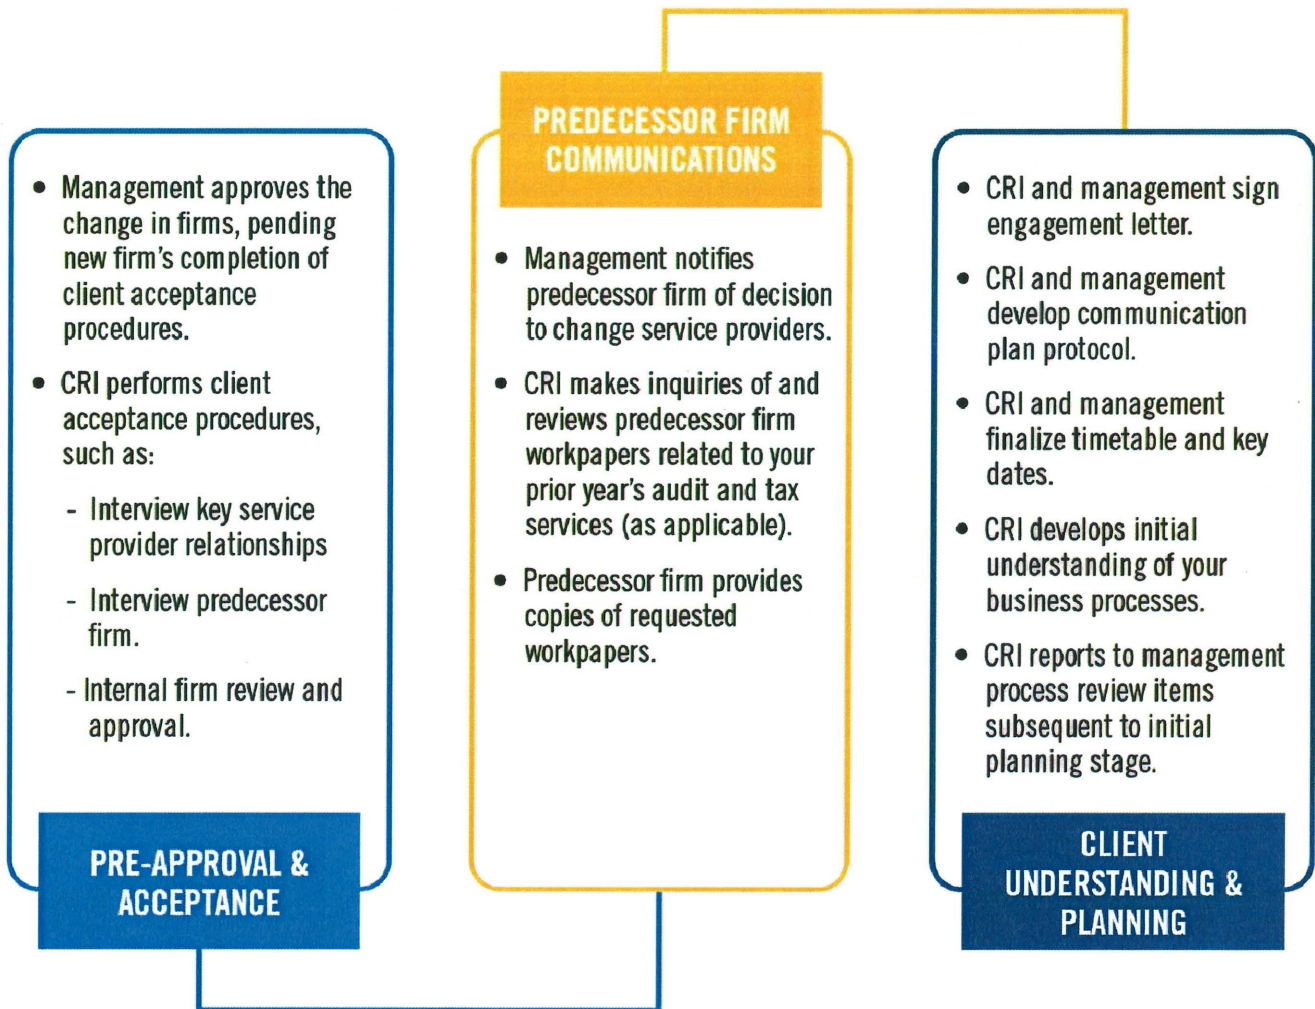 • Management approves the
change in firms, pending
new firm's completion of
client acceptance
procedures.
• CRI performs client
acceptance procedures,
such as:
- Interview key service
provider relationships
- Interview predecessor
firm.
- Internal firm review and
approval.
PRE-APPROVAL &
ACCEPTANCE
PREDECESSOR FIRM
COMMUNICATIONS
• Management notifies
predecessor firm of decision
to change service providers.
• CRI makes inquiries of and
reviews predecessor firm
workpapers related to your
prior year's audit and tax
services (as applicable).
• Predecessor firm provides
copies of requested
workpapers.
• CRI and management sign
engagement letter.
• CRI and management
develop communication
plan protocol.
• CRI and management
finalize timetable and key
dates.
• CRI develops initial
understanding of your
business processes.
• CRI reports to management
process review items
subsequent to initial
planning stage.
CLIENT
UNDERSTANDING &
PLANNING